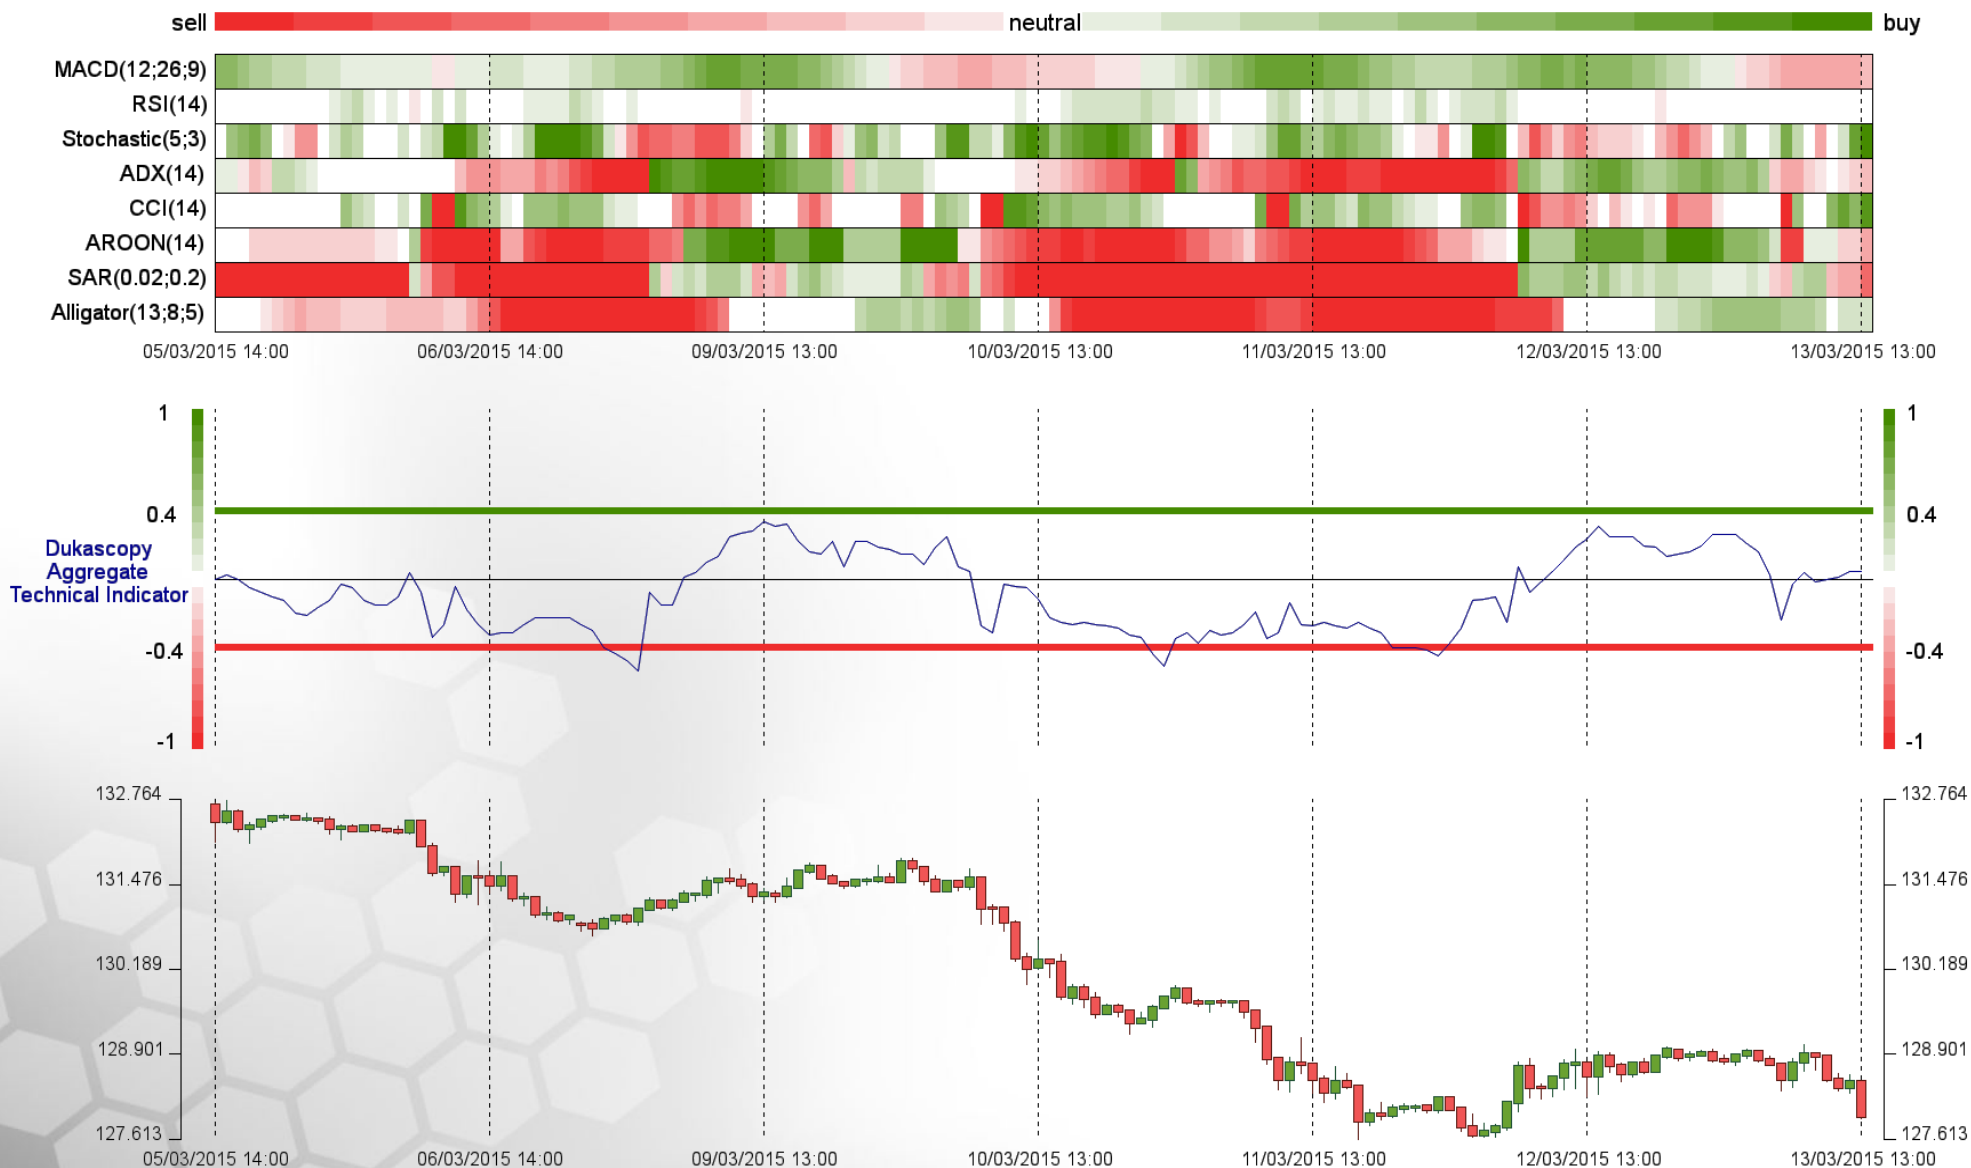 sell neutral buy
MACD(12;26;9)
RSI(14)
Stochastic(5;3)
ADX(14)
CCI(14)
AROON(14)
SAR(0.02;0.2)
Alligator(13;8;5)
05/03/2015 14:00 06/03/2015 14:00 09/03/2015 13:00 10/03/2015 13:00 11/03/2015 13:00 12/03/2015 13:00 13/03/2015 13:00
1 1
0.4 0.4
Dukascopy
Aggregate
Technical Indicator
-0.4 -0.4
-1 -1
132.764 132.764
131.476 131.476
130.189 130.189
128.901 128.901
127.613 127.613
05/03/2015 14:00 06/03/2015 14:00 09/03/2015 13:00 10/03/2015 13:00 11/03/2015 13:00 12/03/2015 13:00 13/03/2015 13:00